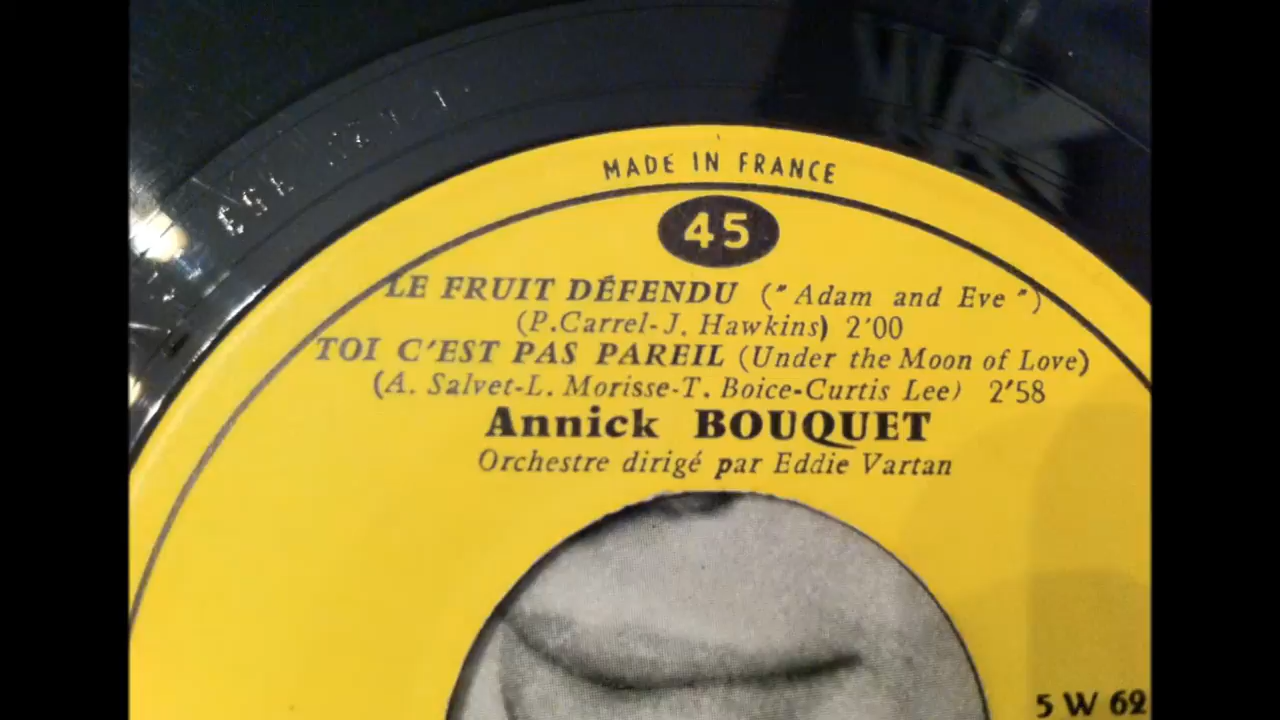 MADE IN FRANCE
45
LE FRUIT DÉFENDU ("Adam and Eve")
(P.Carrel-J. Hawkins) 2'00
TOI C'EST PAS PAREIL (Under the Moon of Love)
(A. Salvet-L. Morisse-T. Boice-Curtis Lee) 2'58
Annick BOUQUET
Orchestre dirigé par Eddie Vartan
5 W 62